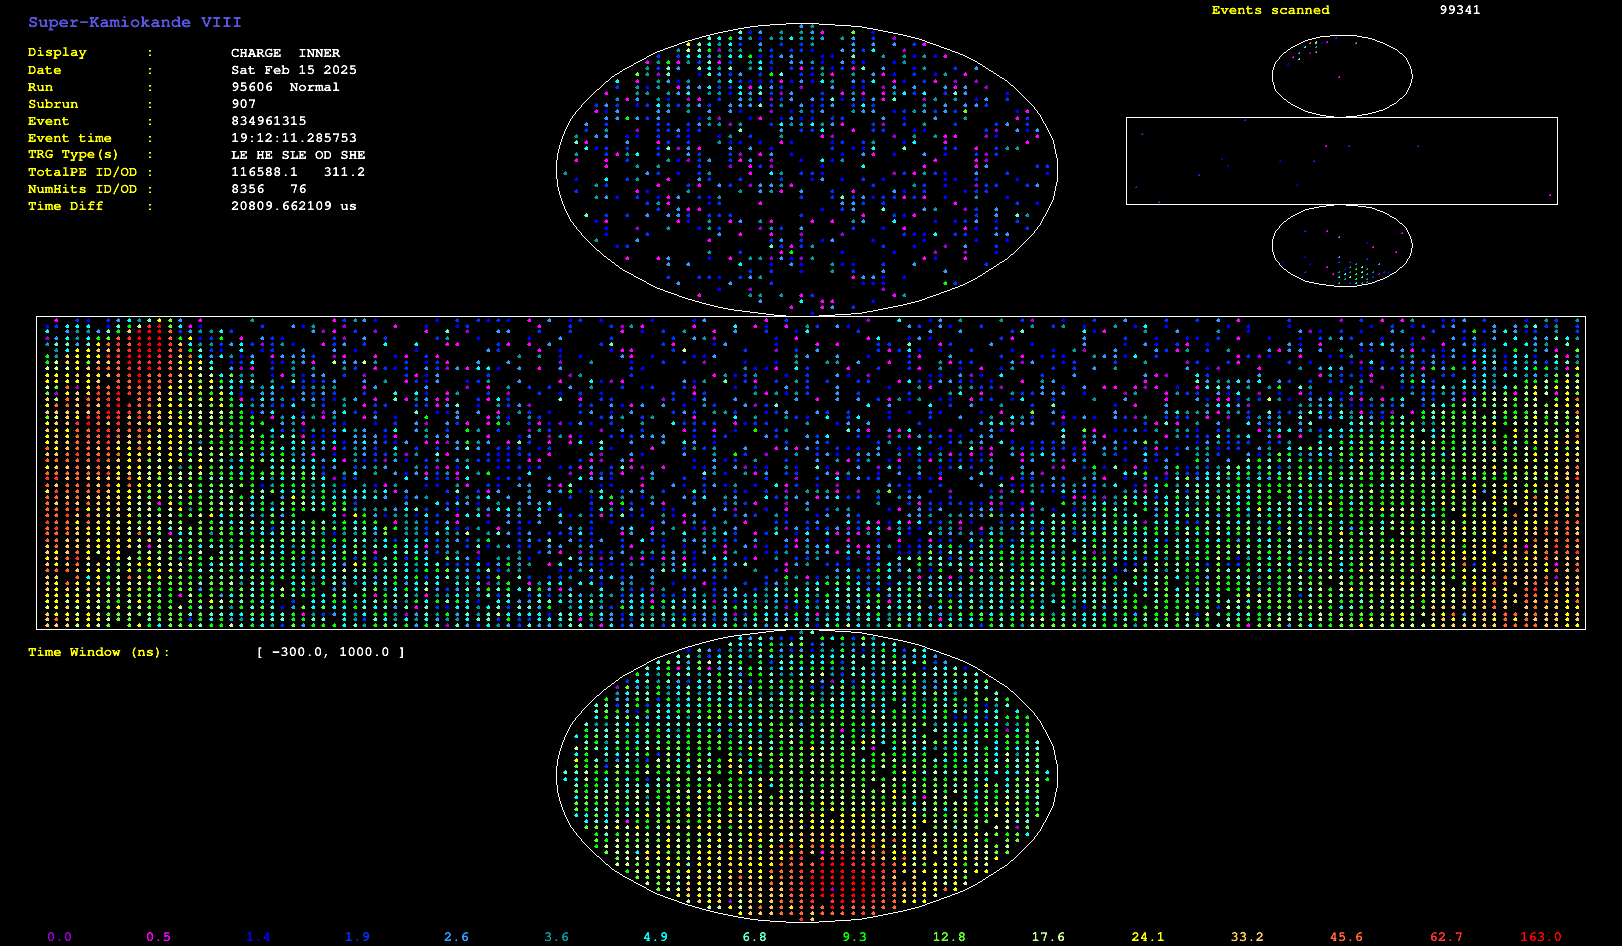 Super-Kamiokande VIII
Events scanned 99341
Display : CHARGE INNER
Date : Sat Feb 15 2025
Run : 95606 Normal
Subrun : 907
Event : 834961315
Event time : 19:12:11.285753
TRG Type(s) : LE HE SLE OD SHE
TotalPE ID/OD : 116588.1 311.2
NumHits ID/OD : 8356 76
Time Diff : 20809.662109 us
Time Window (ns): [ -300.0, 1000.0 ]
0.0 0.5 1.4 1.9 2.6 3.6 4.9 6.8 9.3 12.8 17.6 24.1 33.2 45.6 62.7 163.0